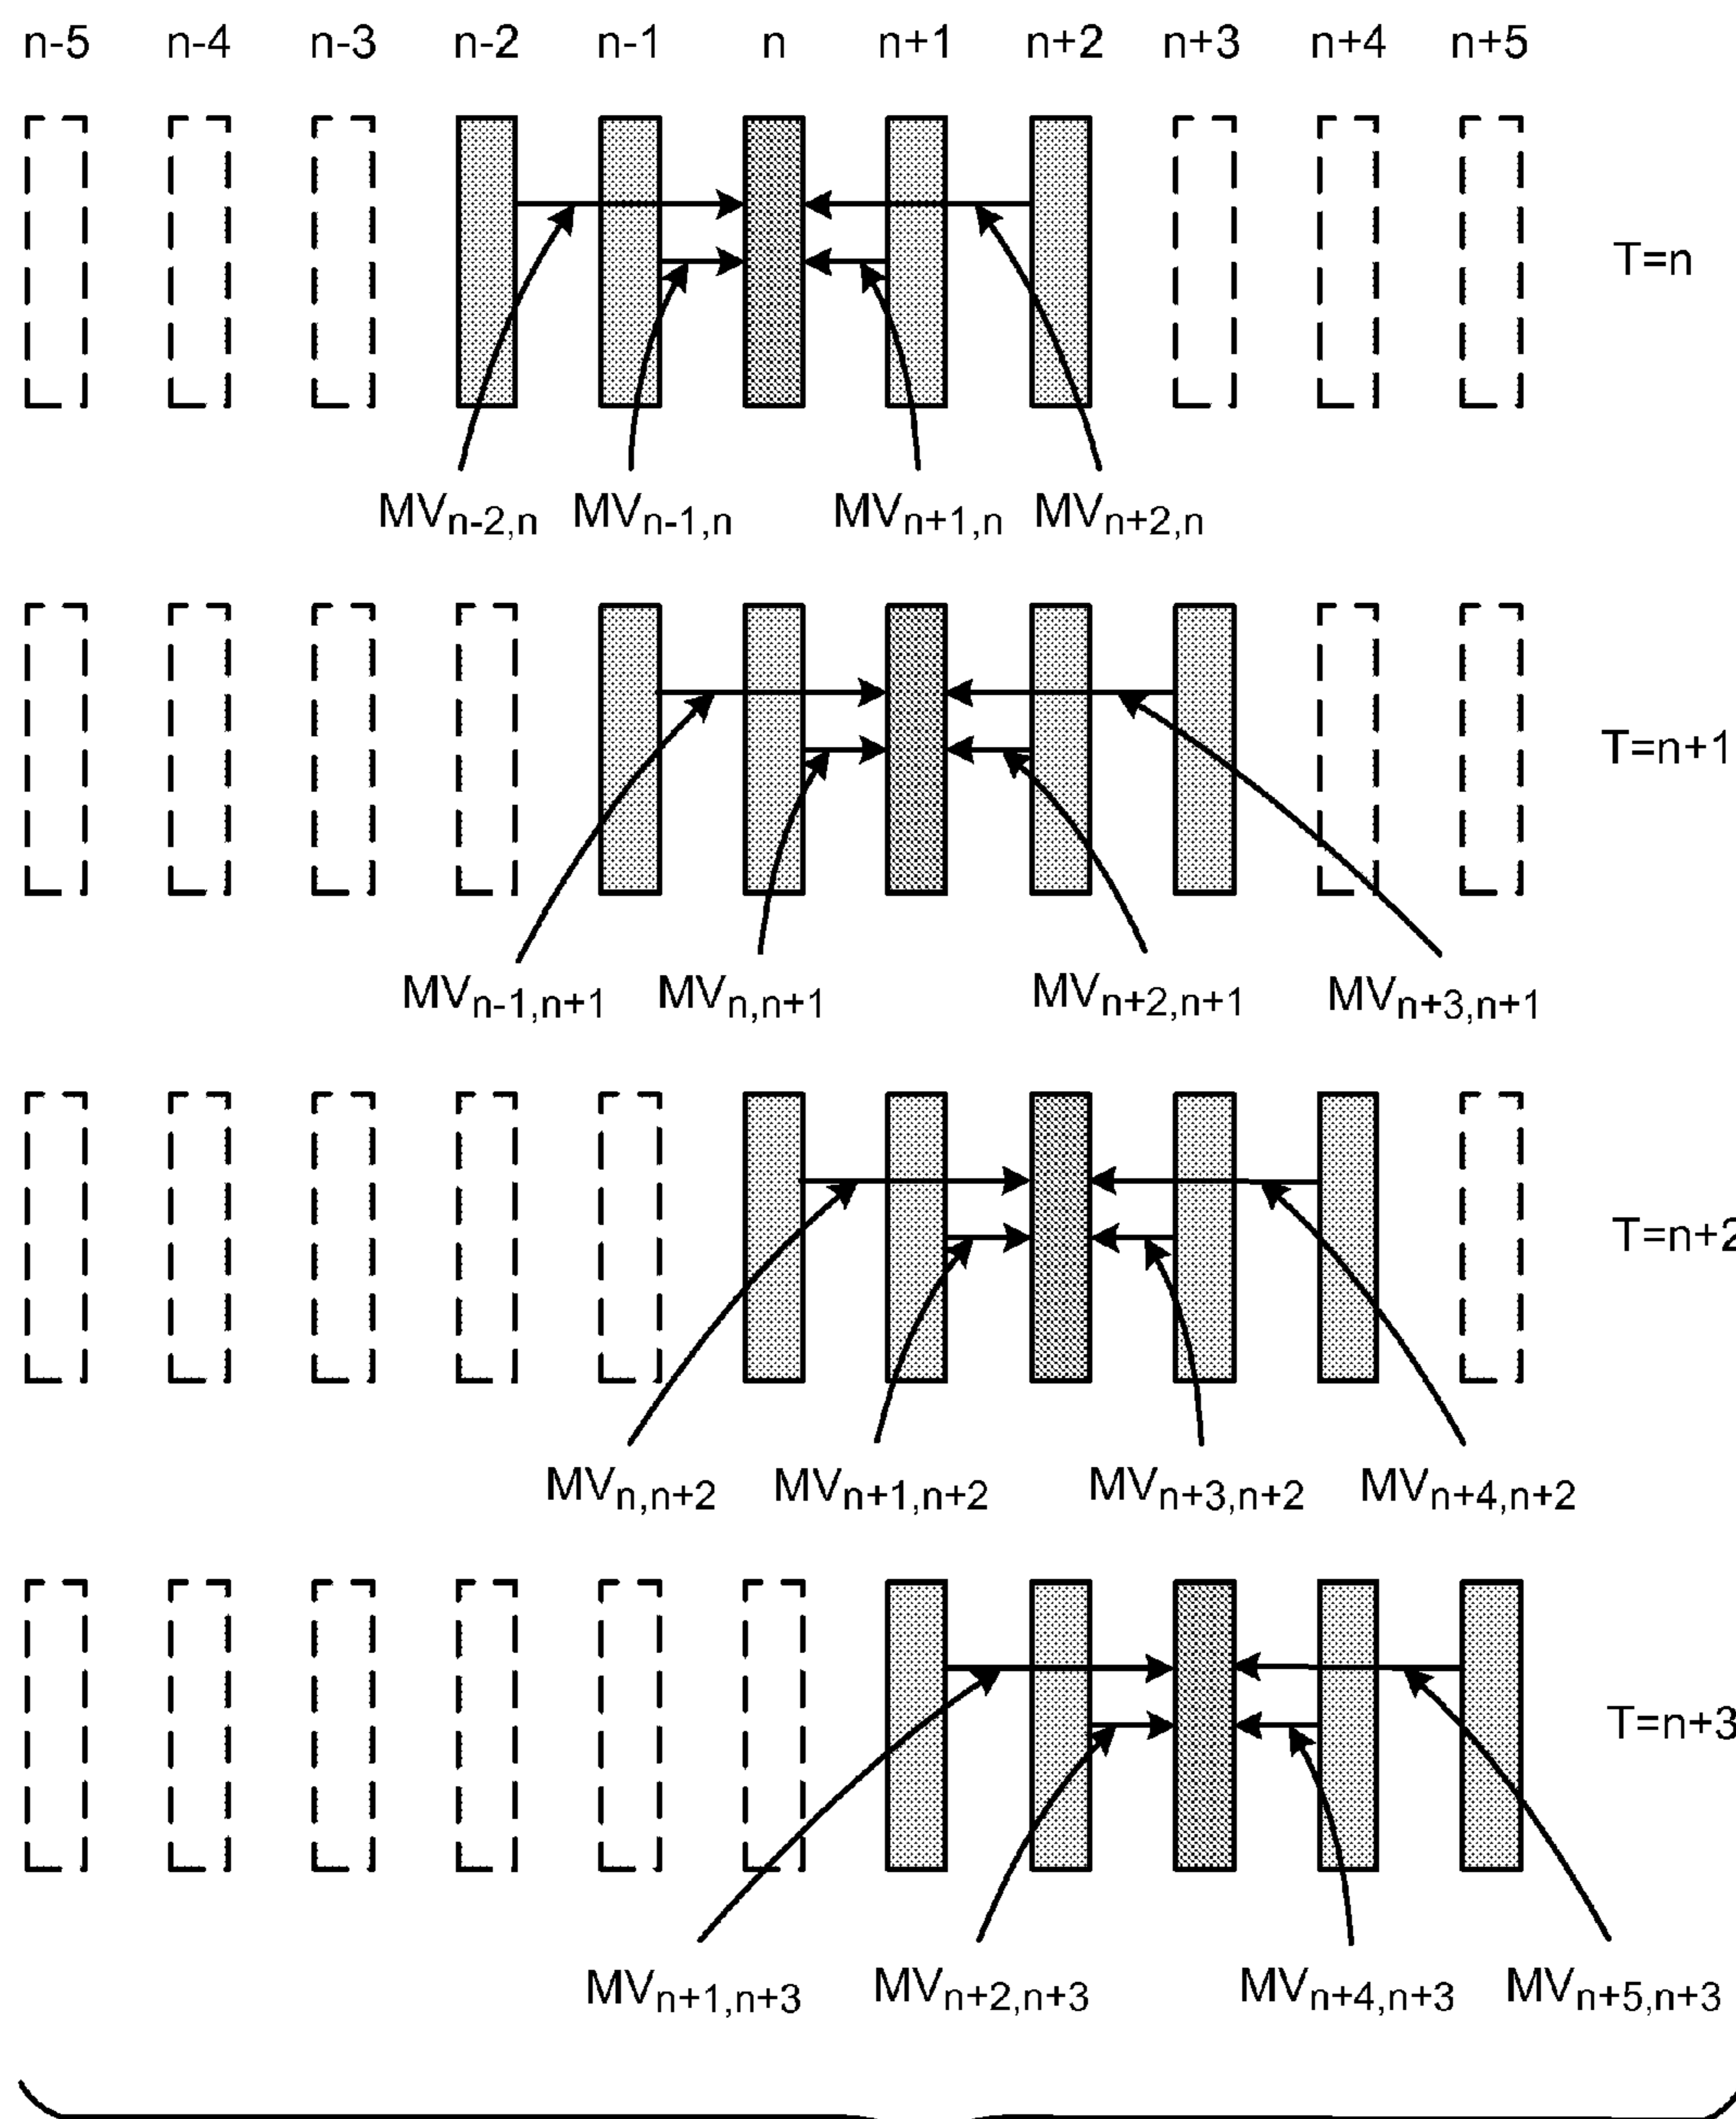 n-5 n-4 n-3 n-2 n-1 n n+1 n+2 n+3 n+4 n+5
T=n
MVn-2,n MVn-1,n MVn+1,n MVn+2,n
T=n+1
MVn-1,n+1 MVn,n+1 MVn+2,n+1 MVn+3,n+1
T=n+2
MVn,n+2 MVn+1,n+2 MVn+3,n+2 MVn+4,n+2
T=n+3
MVn+1,n+3 MVn+2,n+3 MVn+4,n+3 MVn+5,n+3